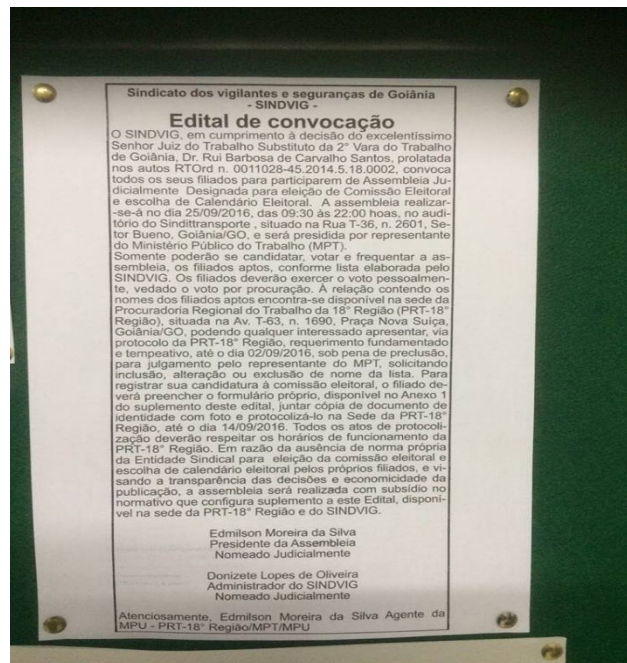 Sindicato dos vigilantes e seguranças de Goiânia
- SINDVIG -
Edital de convocação
O SINDVIG, em cumprimento à decisão do excelentíssimo
Senhor Juiz do Trabalho Substituto da 2° Vara do Trabalho
de Goiânia, Dr. Rui Barbosa de Carvalho Santos, prolatada
nos autos RTOrd n. 0011028-45.2014.5.18.0002, convoca
todos os seus filiados para participarem de Assembleia Ju-
dicialmente Designada para eleição de Comissão Eleitoral
e escolha de Calendário Eleitoral. A assembleia realizar-
-se-á no dia 25/09/2016, das 09:30 às 22:00 hoas, no audi-
tório do Sindittransporte , situado na Rua T-36, n. 2601, Se-
tor Bueno, Goiânia/GO, e será presidida por representante
do Ministério Público do Trabalho (MPT).
Somente poderão se candidatar, votar e frequentar a as-
sembleia, os filiados aptos, conforme lista elaborada pelo
SINDVIG. Os filiados deverão exercer o voto pessoalmen-
te, vedado o voto por procuração. A relação contendo os
nomes dos filiados aptos encontra-se disponível na sede da
Procuradoria Regional do Trabalho da 18° Região (PRT-18°
Região), situada na Av. T-63, n. 1690, Praça Nova Suíça,
Goiânia/GO, podendo qualquer interessado apresentar, via
protocolo da PRT-18° Região, requerimento fundamentado
e tempeativo, até o dia 02/09/2016, sob pena de preclusão,
para julgamento pelo representante do MPT, solicitando
inclusão, alteração ou exclusão de nome da lista. Para
registrar sua candidatura á comissão eleitoral, o filiado de-
verá preencher o formulário próprio, disponível no Anexo 1
do suplemento deste edital, juntar cópia de documento de
identidade com foto e protocolizá-lo na Sede da PRT-18°
Região, até o dia 14/09/2016. Todos os atos de protocoli-
zação deverão respeitar os horários de funcionamento da
PRT-18° Região. Em razão da ausência de norma própria
da Entidade Sindical para eleição da comissão eleitoral e
escolha de calendário eleitoral pelos próprios filiados, e vi-
sando a transparência das decisões e economicidade da
publicação, a assembleia será realizada com subsídio no
normativo que configura suplemento a este Edital, disponí-
vel na sede da PRT-18° Região e do SINDVIG.
Edmilson Moreira da Silva
Presidente da Assembleia
Nomeado Judicialmente
Donizete Lopes de Oliveira
Administrador do SINDVIG
Nomeado Judicialmente
Atenciosamente, Edmilson Moreira da Silva Agente da
MPU - PRT-18° Região/MPT/MPU